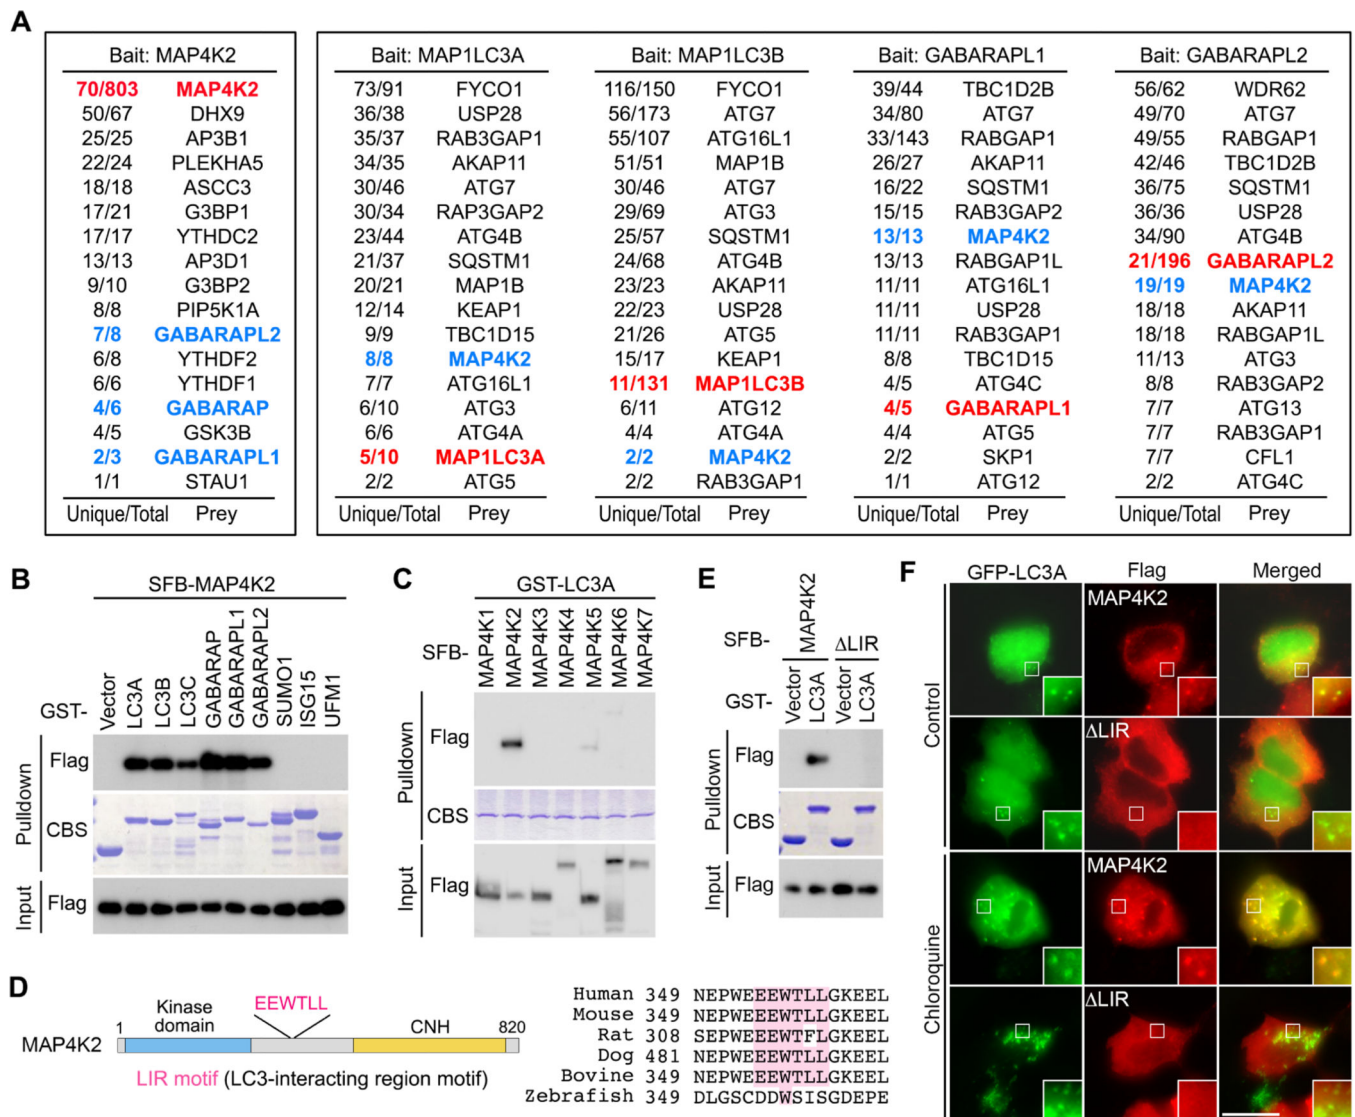 A
Bait: MAP4K2
70/803 MAP4K2
50/67 DHX9
25/25 AP3B1
22/24 PLEKHA5
18/18 ASCC3
17/21 G3BP1
17/17 YTHDC2
13/13 AP3D1
9/10 G3BP2
8/8 PIP5K1A
7/8 GABARAPL2
6/8 YTHDF2
6/6 YTHDF1
4/6 GABARAP
4/5 GSK3B
2/3 GABARAPL1
1/1 STAU1
Unique/Total Prey
Bait: MAP1LC3A
73/91 FYCO1
36/38 USP28
35/37 RAB3GAP1
34/35 AKAP11
30/46 ATG7
30/34 RAP3GAP2
23/44 ATG4B
21/37 SQSTM1
20/21 MAP1B
12/14 KEAP1
9/9 TBC1D15
8/8 MAP4K2
7/7 ATG16L1
6/10 ATG3
6/6 ATG4A
5/10 MAP1LC3A
2/2 ATG5
Unique/Total Prey
Bait: MAP1LC3B
116/150 FYCO1
56/173 ATG7
55/107 ATG16L1
51/51 MAP1B
30/46 ATG7
29/69 ATG3
25/57 SQSTM1
24/68 ATG4B
23/23 AKAP11
22/23 USP28
21/26 ATG5
15/17 KEAP1
11/131 MAP1LC3B
6/11 ATG12
4/4 ATG4A
2/2 MAP4K2
2/2 RAB3GAP1
Unique/Total Prey
Bait: GABARAPL1
39/44 TBC1D2B
34/80 ATG7
33/143 RABGAP1
26/27 AKAP11
16/22 SQSTM1
15/15 RAB3GAP2
13/13 MAP4K2
13/13 RABGAP1L
11/11 ATG16L1
11/11 USP28
11/11 RAB3GAP1
8/8 TBC1D15
4/5 ATG4C
4/5 GABARAPL1
4/4 ATG5
2/2 SKP1
1/1 ATG12
Unique/Total Prey
Bait: GABARAPL2
56/62 WDR62
49/70 ATG7
49/55 RABGAP1
42/46 TBC1D2B
36/75 SQSTM1
36/36 USP28
34/90 ATG4B
21/196 GABARAPL2
19/19 MAP4K2
18/18 AKAP11
18/18 RABGAP1L
11/13 ATG3
8/8 RAB3GAP2
7/7 ATG13
7/7 RAB3GAP1
7/7 CFL1
2/2 ATG4C
Unique/Total Prey
B
SFB-MAP4K2
GST-
Vector
LC3A
LC3B
LC3C
GABARAP
GABARAPL1
GABARAPL2
SUMO1
ISG15
UFM1
Pulldown
Flag
CBS
Input
Flag
C
GST-LC3A
SFB-
MAP4K1
MAP4K2
MAP4K3
MAP4K4
MAP4K5
MAP4K6
MAP4K7
Pulldown
Flag
CBS
Input
Flag
E
SFB-
MAP4K2
ΔLIR
GST-
Vector
LC3A
Vector
LC3A
Pulldown
Flag
CBS
Input
Flag
F
GFP-LC3A Flag Merged
Control
MAP4K2
ΔLIR
Chloroquine
MAP4K2
ΔLIR
D
MAP4K2
1
Kinase
domain
EEWTLL
CNH
820
LIR motif (LC3-interacting region motif)
Human 349 NEPWEEEWTLLGKEEL
Mouse 349 NEPWEEEWTLLGKEEL
Rat 308 SEPWEEEWTFLGKEEL
Dog 481 NEPWEEEWTLLGKEEL
Bovine 349 NEPWEEEWTLLGKEEL
Zebrafish 349 DLGSCDDWSISGDEPE